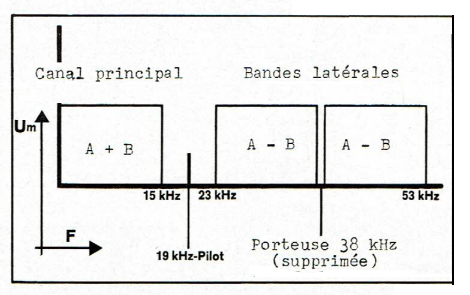 Canal principal
Bandes latérales
Um
A + B
A - B
A - B
15 kHz
23 kHz
53 kHz
F
19 kHz-Pilot
Porteuse 38 kHz
(supprimée)